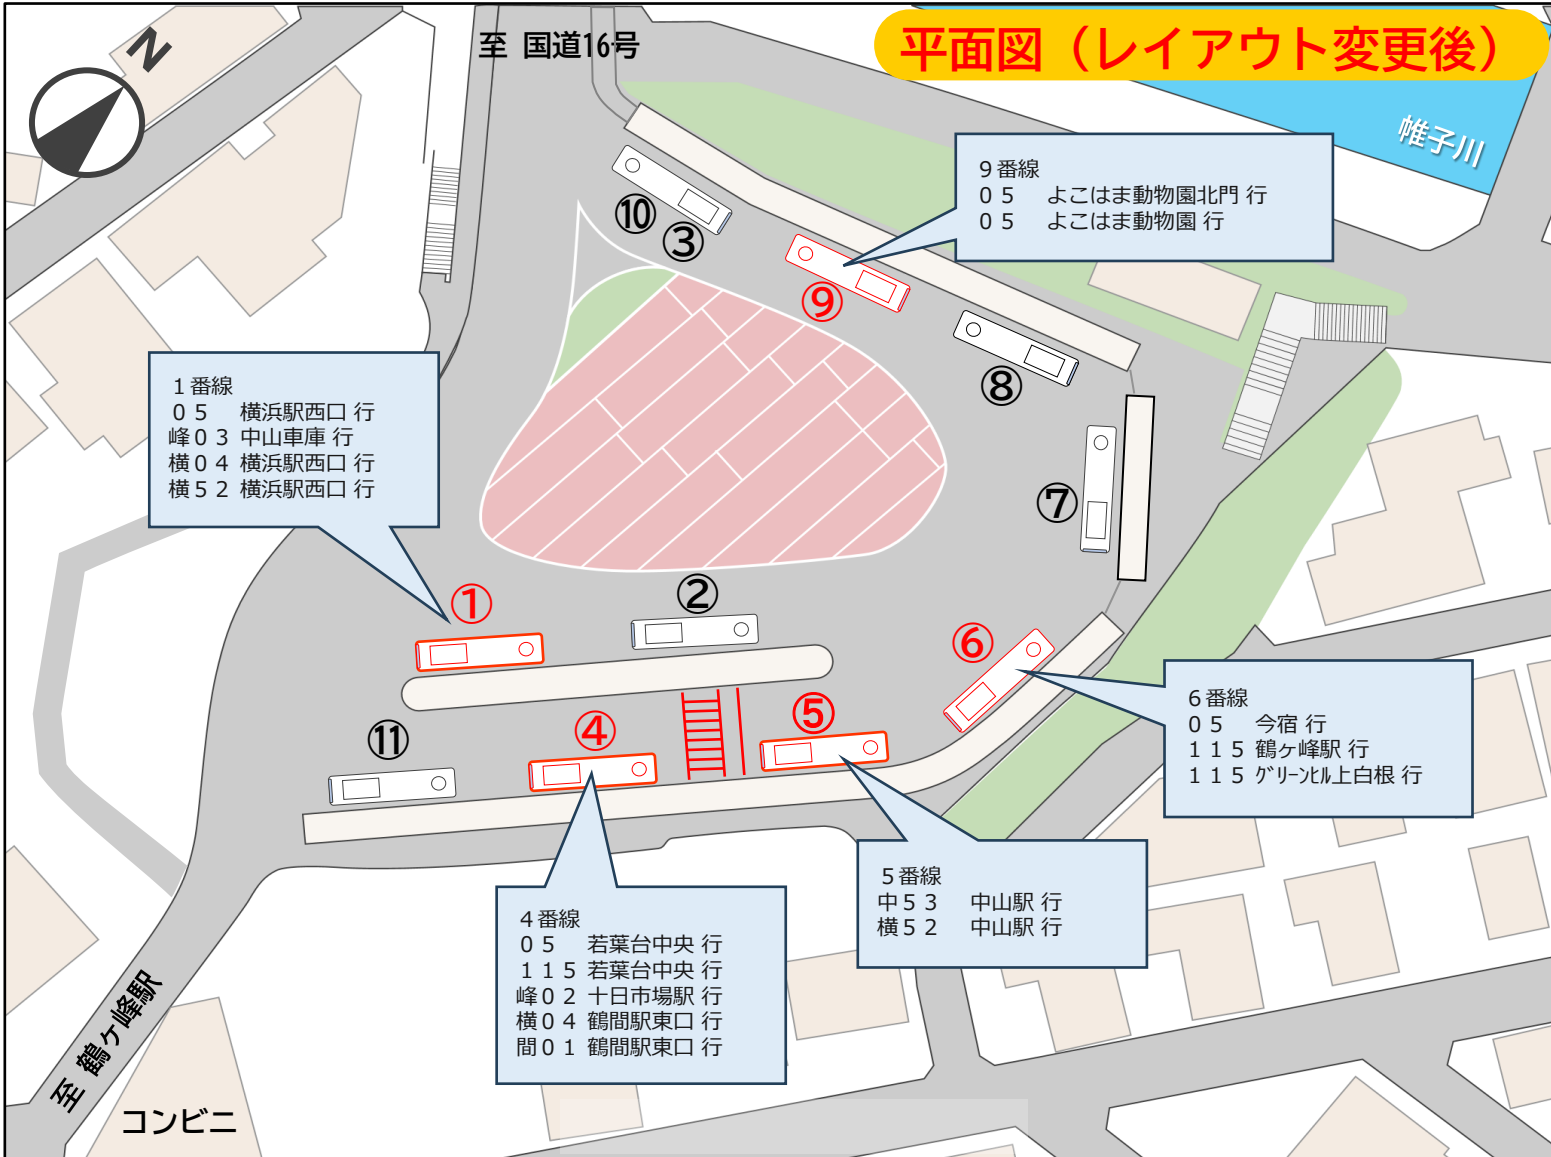 平面図（レイアウト変更後）
N
至 国道16号
帷子川
９番線
０５ よこはま動物園北門 行
０５ よこはま動物園 行
⑩
③
⑨
⑧
⑦
１番線
０５ 横浜駅西口 行
峰０３ 中山車庫 行
横０４ 横浜駅西口 行
横５２ 横浜駅西口 行
①
②
⑥
６番線
０５ 今宿 行
１１５ 鶴ヶ峰駅 行
１１５ ｸﾞﾘｰﾝﾋﾙ上白根 行
⑪
④
⑤
５番線
中５３ 中山駅 行
横５２ 中山駅 行
４番線
０５ 若葉台中央 行
１１５ 若葉台中央 行
峰０２ 十日市場駅 行
横０４ 鶴間駅東口 行
間０１ 鶴間駅東口 行
至 鶴ケ峰駅
コンビニ